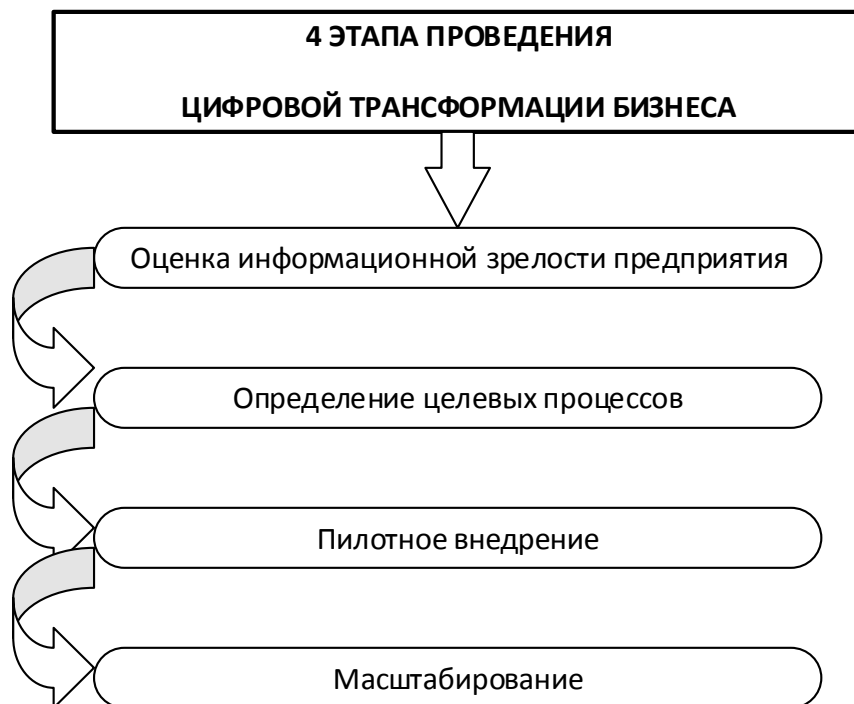 4 ЭТАПА ПРОВЕДЕНИЯ
ЦИФРОВОЙ ТРАНСФОРМАЦИИ БИЗНЕСА
Оценка информационной зрелости предприятия
Определение целевых процессов
Пилотное внедрение
Масштабирование